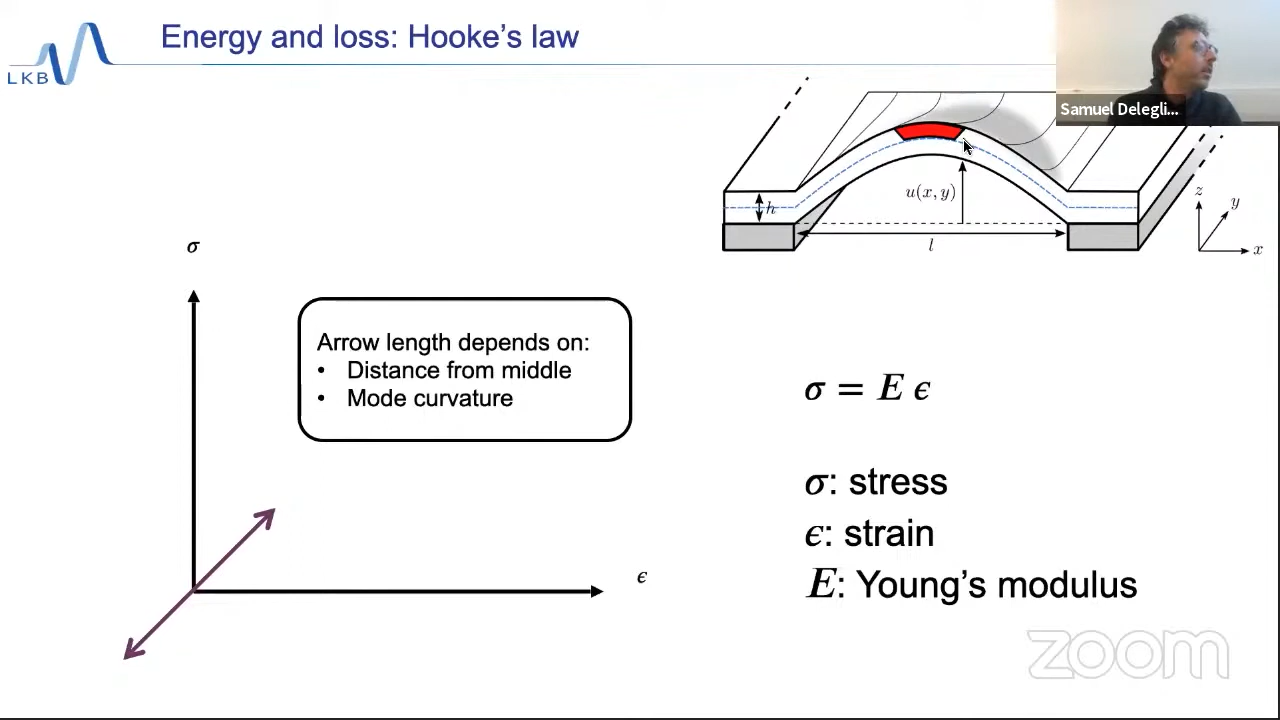 Energy and loss: Hooke's law
LKB
Samuel Delegli...
h
u(x, y)
l
z
y
x
σ
Arrow length depends on:
• Distance from middle
• Mode curvature
ϵ
σ = E ϵ
σ: stress
ϵ: strain
E: Young's modulus
zoom